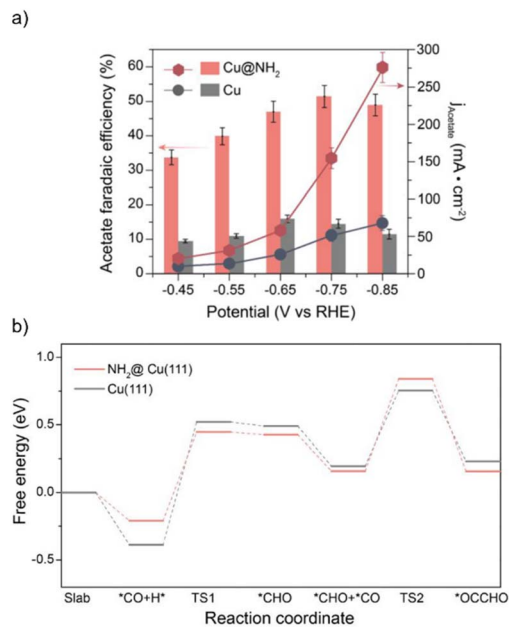 a)
Acetate faradaic efficiency (%)
60
50
40
30
20
10
0
Cu@NH₂
Cu
300
250
200
150
100
50
0
jAcetate (mA • cm⁻²)
-0.45 -0.55 -0.65 -0.75 -0.85
Potential (V vs RHE)
b)
Free energy (eV)
1.0
0.5
0.0
-0.5
NH₂@ Cu(111)
Cu(111)
Slab *CO+H* TS1 *CHO *CHO+*CO TS2 *OCCHO
Reaction coordinate